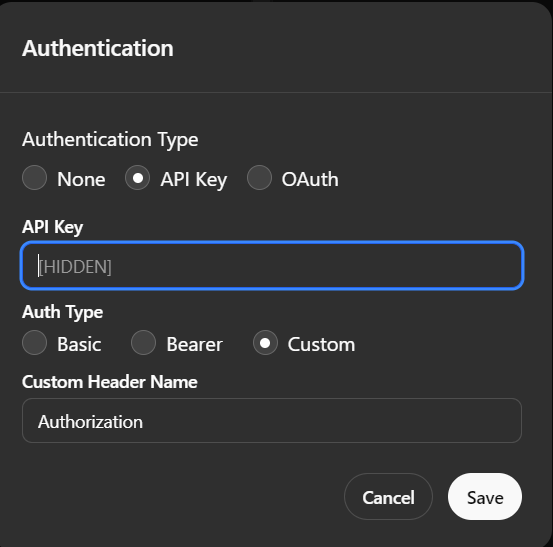 Authentication
Authentication Type
None API Key OAuth
API Key
[HIDDEN]
Auth Type
Basic Bearer Custom
Custom Header Name
Authorization
Cancel Save